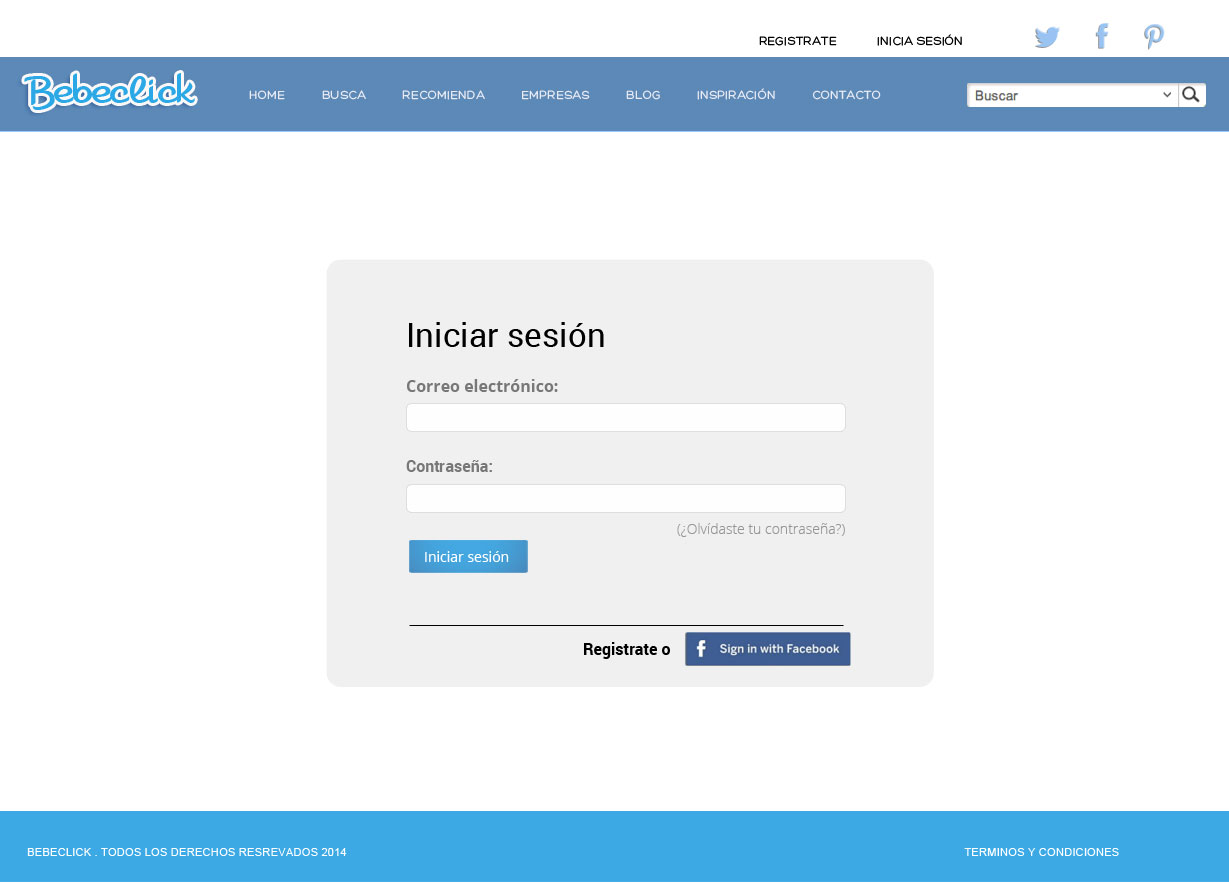 REGISTRATE INICIA SESIÓN
Bebeclick HOME BUSCA RECOMIENDA EMPRESAS BLOG INSPIRACIÓN CONTACTO Buscar
Iniciar sesión
Correo electrónico:
Contraseña:
(¿Olvídaste tu contraseña?)
Iniciar sesión
Registrate o Sign in with Facebook
BEBECLICK . TODOS LOS DERECHOS RESREVADOS 2014 TERMINOS Y CONDICIONES